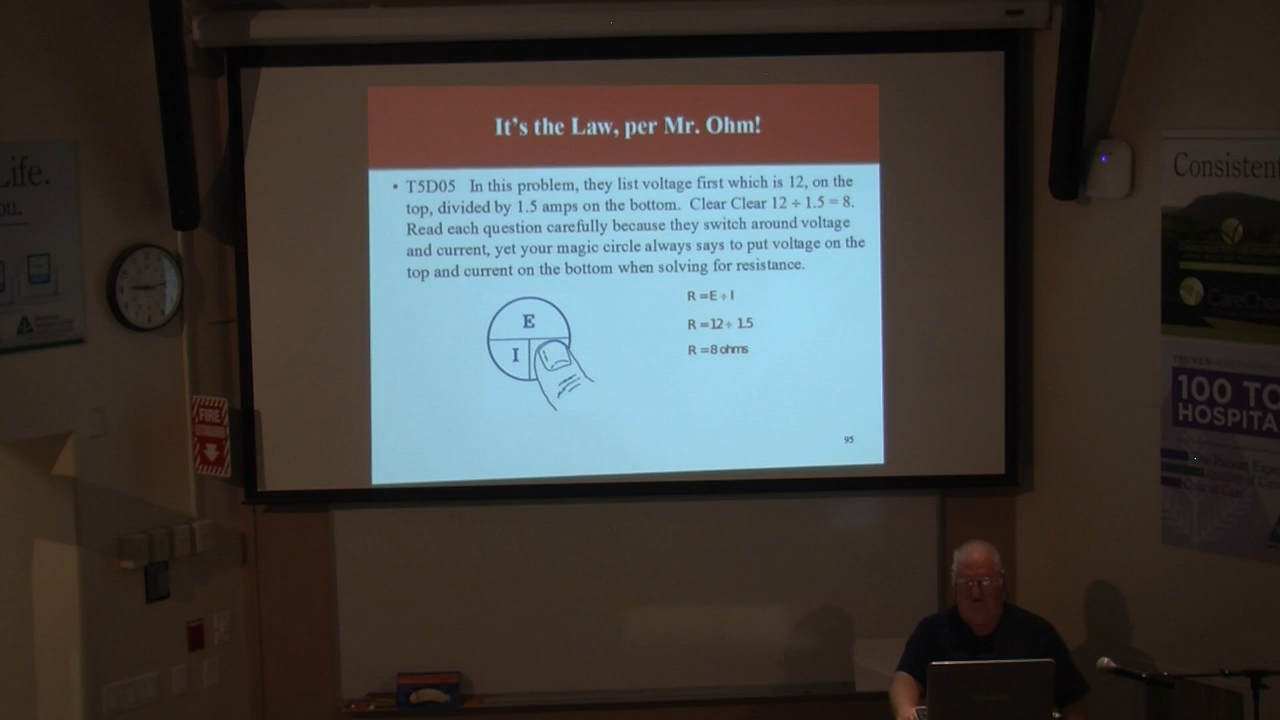 It's the Law, per Mr. Ohm!
• T5D05 In this problem, they list voltage first which is 12, on the
top, divided by 1.5 amps on the bottom. Clear Clear 12 ÷ 1.5 = 8.
Read each question carefully because they switch around voltage
and current, yet your magic circle always says to put voltage on the
top and current on the bottom when solving for resistance.
E
I
R = E ÷ I
R = 12 ÷ 1.5
R = 8 ohms
95
Life.
ou.
FIRE
Consisten
100 TO
HOSPITA